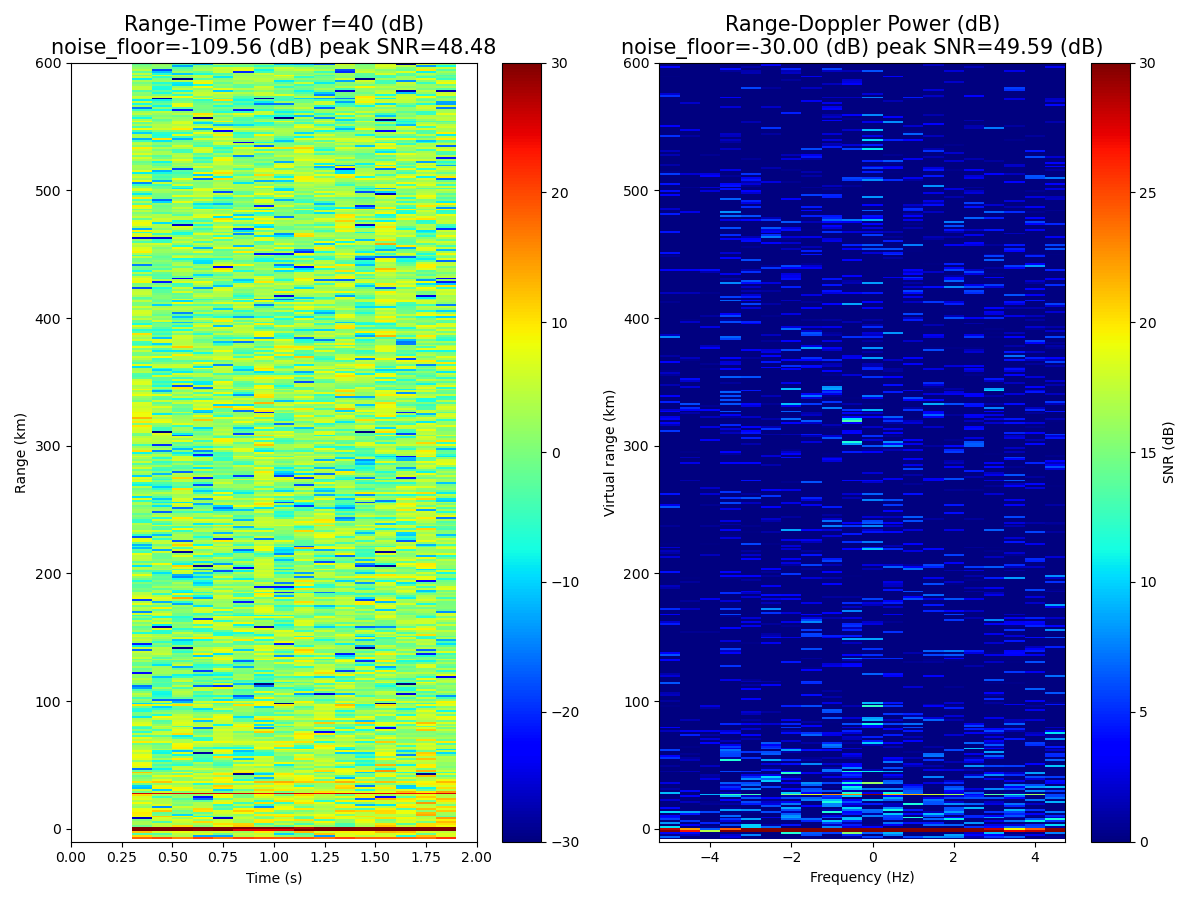 Range-Time Power f=40 (dB)
noise_floor=-109.56 (dB) peak SNR=48.48
600
500
400
300
200
100
0
Range (km)
0.00 0.25 0.50 0.75 1.00 1.25 1.50 1.75 2.00
Time (s)
30
20
10
0
−10
−20
−30
Range-Doppler Power (dB)
noise_floor=-30.00 (dB) peak SNR=49.59 (dB)
600
500
400
300
200
100
0
Virtual range (km)
−4 −2 0 2 4
Frequency (Hz)
30
25
20
15
10
5
0
SNR (dB)